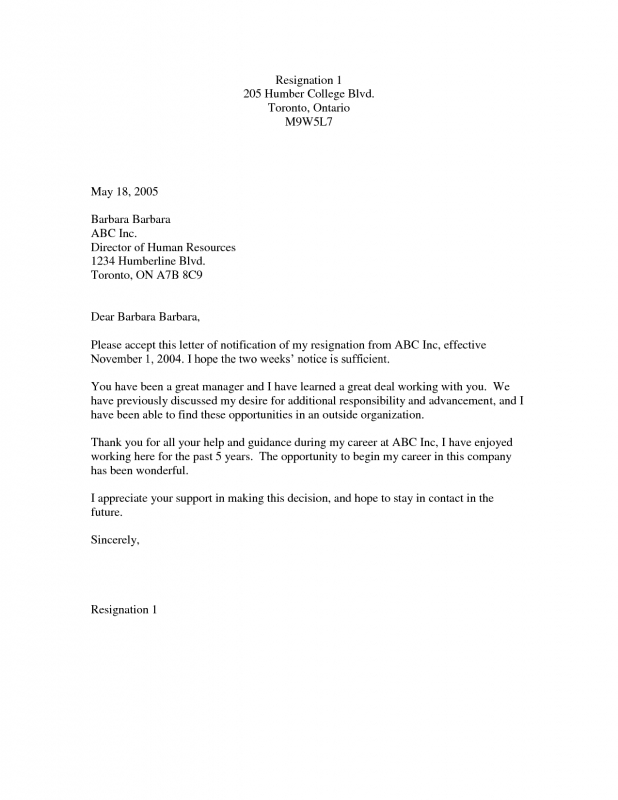 Resignation 1
205 Humber College Blvd.
Toronto, Ontario
M9W5L7
May 18, 2005
Barbara Barbara
ABC Inc.
Director of Human Resources
1234 Humberline Blvd.
Toronto, ON A7B 8C9
Dear Barbara Barbara,
Please accept this letter of notification of my resignation from ABC Inc, effective
November 1, 2004. I hope the two weeks’ notice is sufficient.
You have been a great manager and I have learned a great deal working with you.  We
have previously discussed my desire for additional responsibility and advancement, and I
have been able to find these opportunities in an outside organization.
Thank you for all your help and guidance during my career at ABC Inc, I have enjoyed
working here for the past 5 years.  The opportunity to begin my career in this company
has been wonderful.
I appreciate your support in making this decision, and hope to stay in contact in the
future.
Sincerely,
Resignation 1